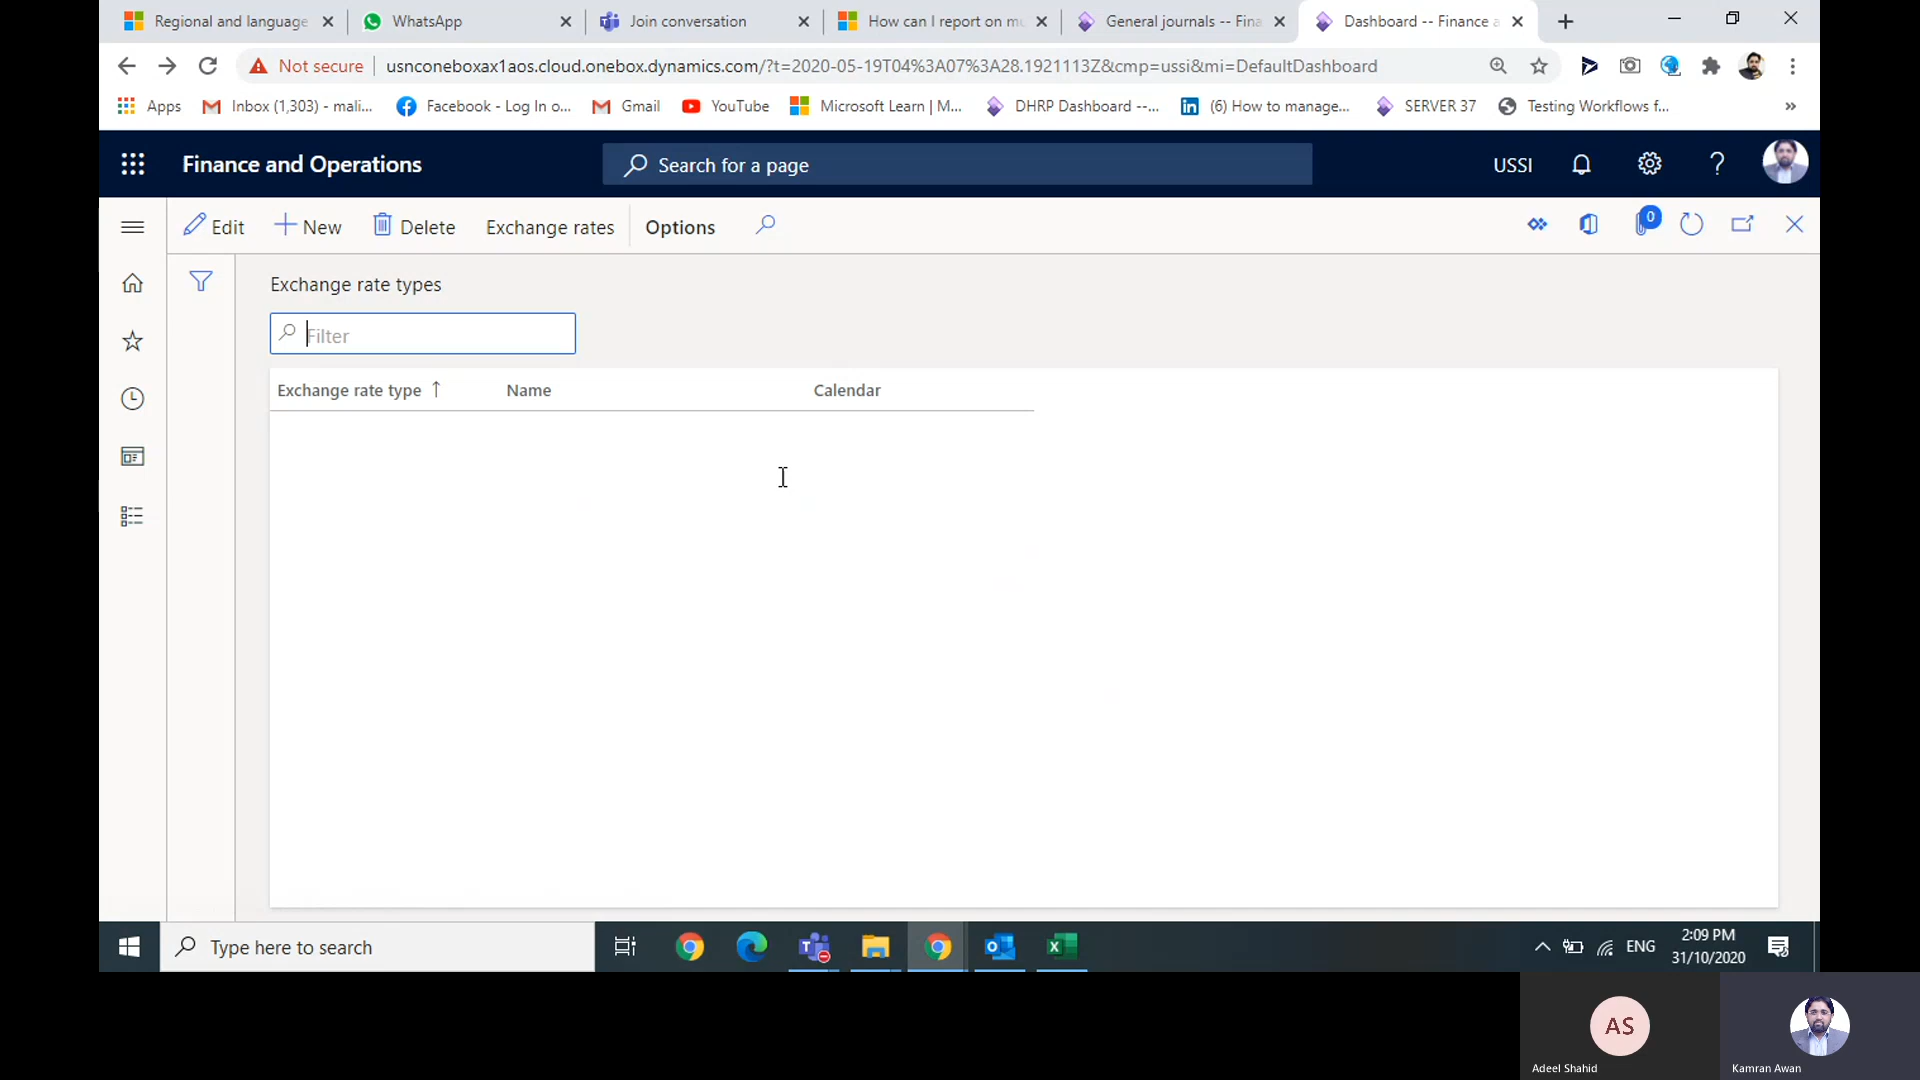 Regional and language
WhatsApp
Join conversation
How can I report on mu
General journals -- Fina
Dashboard -- Finance a
Not secure
usnconeboxax1aos.cloud.onebox.dynamics.com/?t=2020-05-19T04%3A07%3A28.1921113Z&cmp=ussi&mi=DefaultDashboard
Apps
Inbox (1,303) - mali...
Facebook - Log In o...
Gmail
YouTube
Microsoft Learn | M...
DHRP Dashboard --...
(6) How to manage...
SERVER 37
Testing Workflows f...
»
Finance and Operations
Search for a page
USSI
Edit
New
Delete
Exchange rates
Options
0
Exchange rate types
Filter
Exchange rate type
Name
Calendar
Type here to search
ENG
2:09 PM
31/10/2020
AS
Adeel Shahid
Kamran Awan